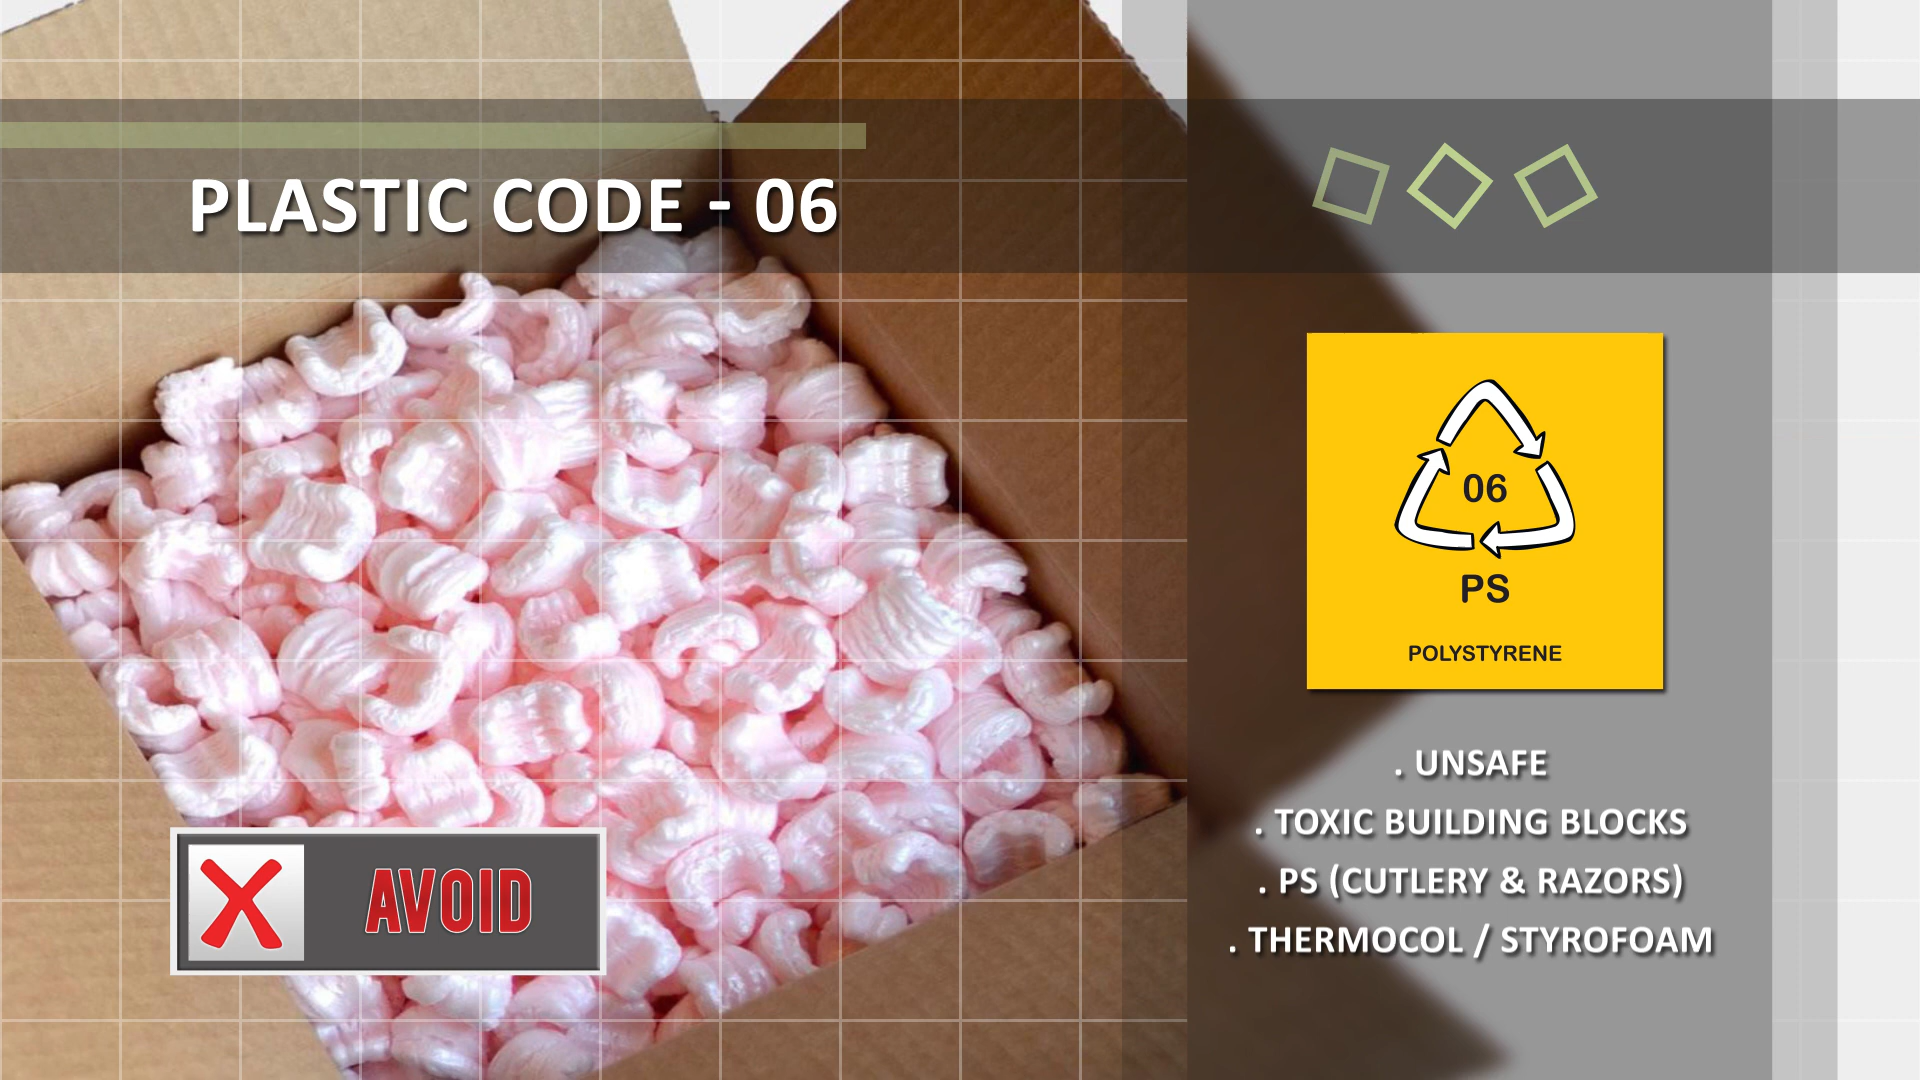 PLASTIC CODE - 06
06
PS
POLYSTYRENE
. UNSAFE
. TOXIC BUILDING BLOCKS
. PS (CUTLERY & RAZORS)
. THERMOCOL / STYROFOAM
AVOID